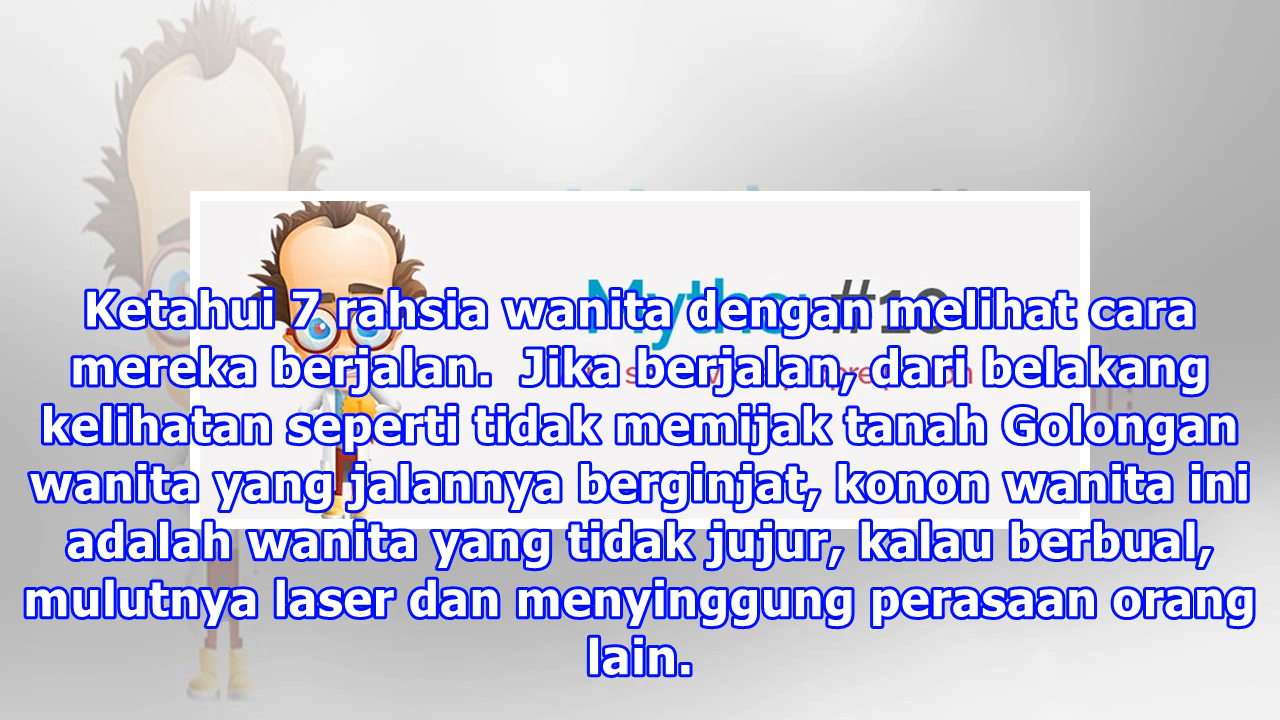 Myth #10
Ketahui 7 rahsia wanita dengan melihat cara
mereka berjalan. Jika berjalan, dari belakang
kelihatan seperti tidak memijak tanah Golongan
wanita yang jalannya berginjat, konon wanita ini
adalah wanita yang tidak jujur, kalau berbual,
mulutnya laser dan menyinggung perasaan orang
lain.